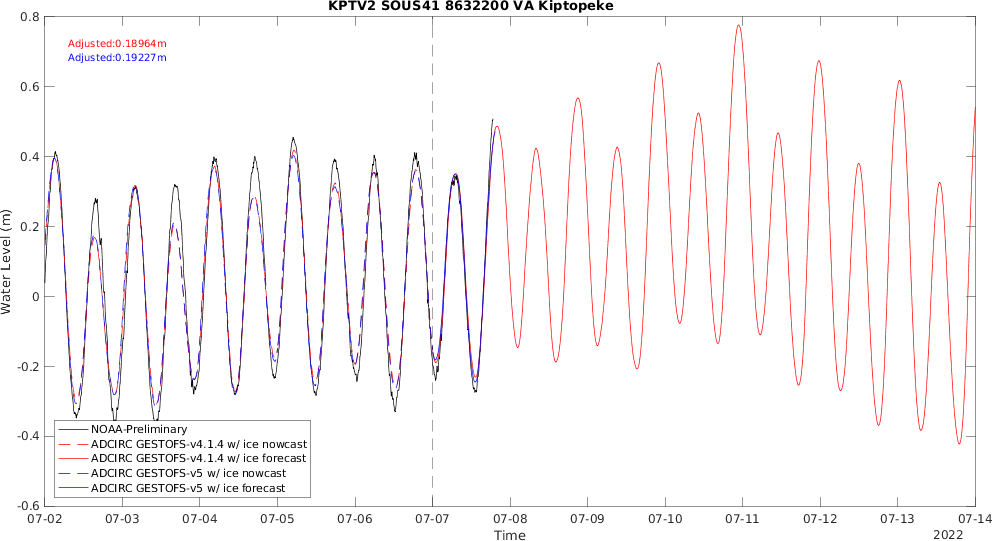 KPTV2 SOUS41 8632200 VA Kiptopeke
Adjusted:0.18964m
Adjusted:0.19227m
Water Level (m)
0.8
0.6
0.4
0.2
0
-0.2
-0.4
-0.6
NOAA-Preliminary
ADCIRC GESTOFS-v4.1.4 w/ ice nowcast
ADCIRC GESTOFS-v4.1.4 w/ ice forecast
ADCIRC GESTOFS-v5 w/ ice nowcast
ADCIRC GESTOFS-v5 w/ ice forecast
07-02 07-03 07-04 07-05 07-06 07-07 07-08 07-09 07-10 07-11 07-12 07-13 07-14
Time
2022